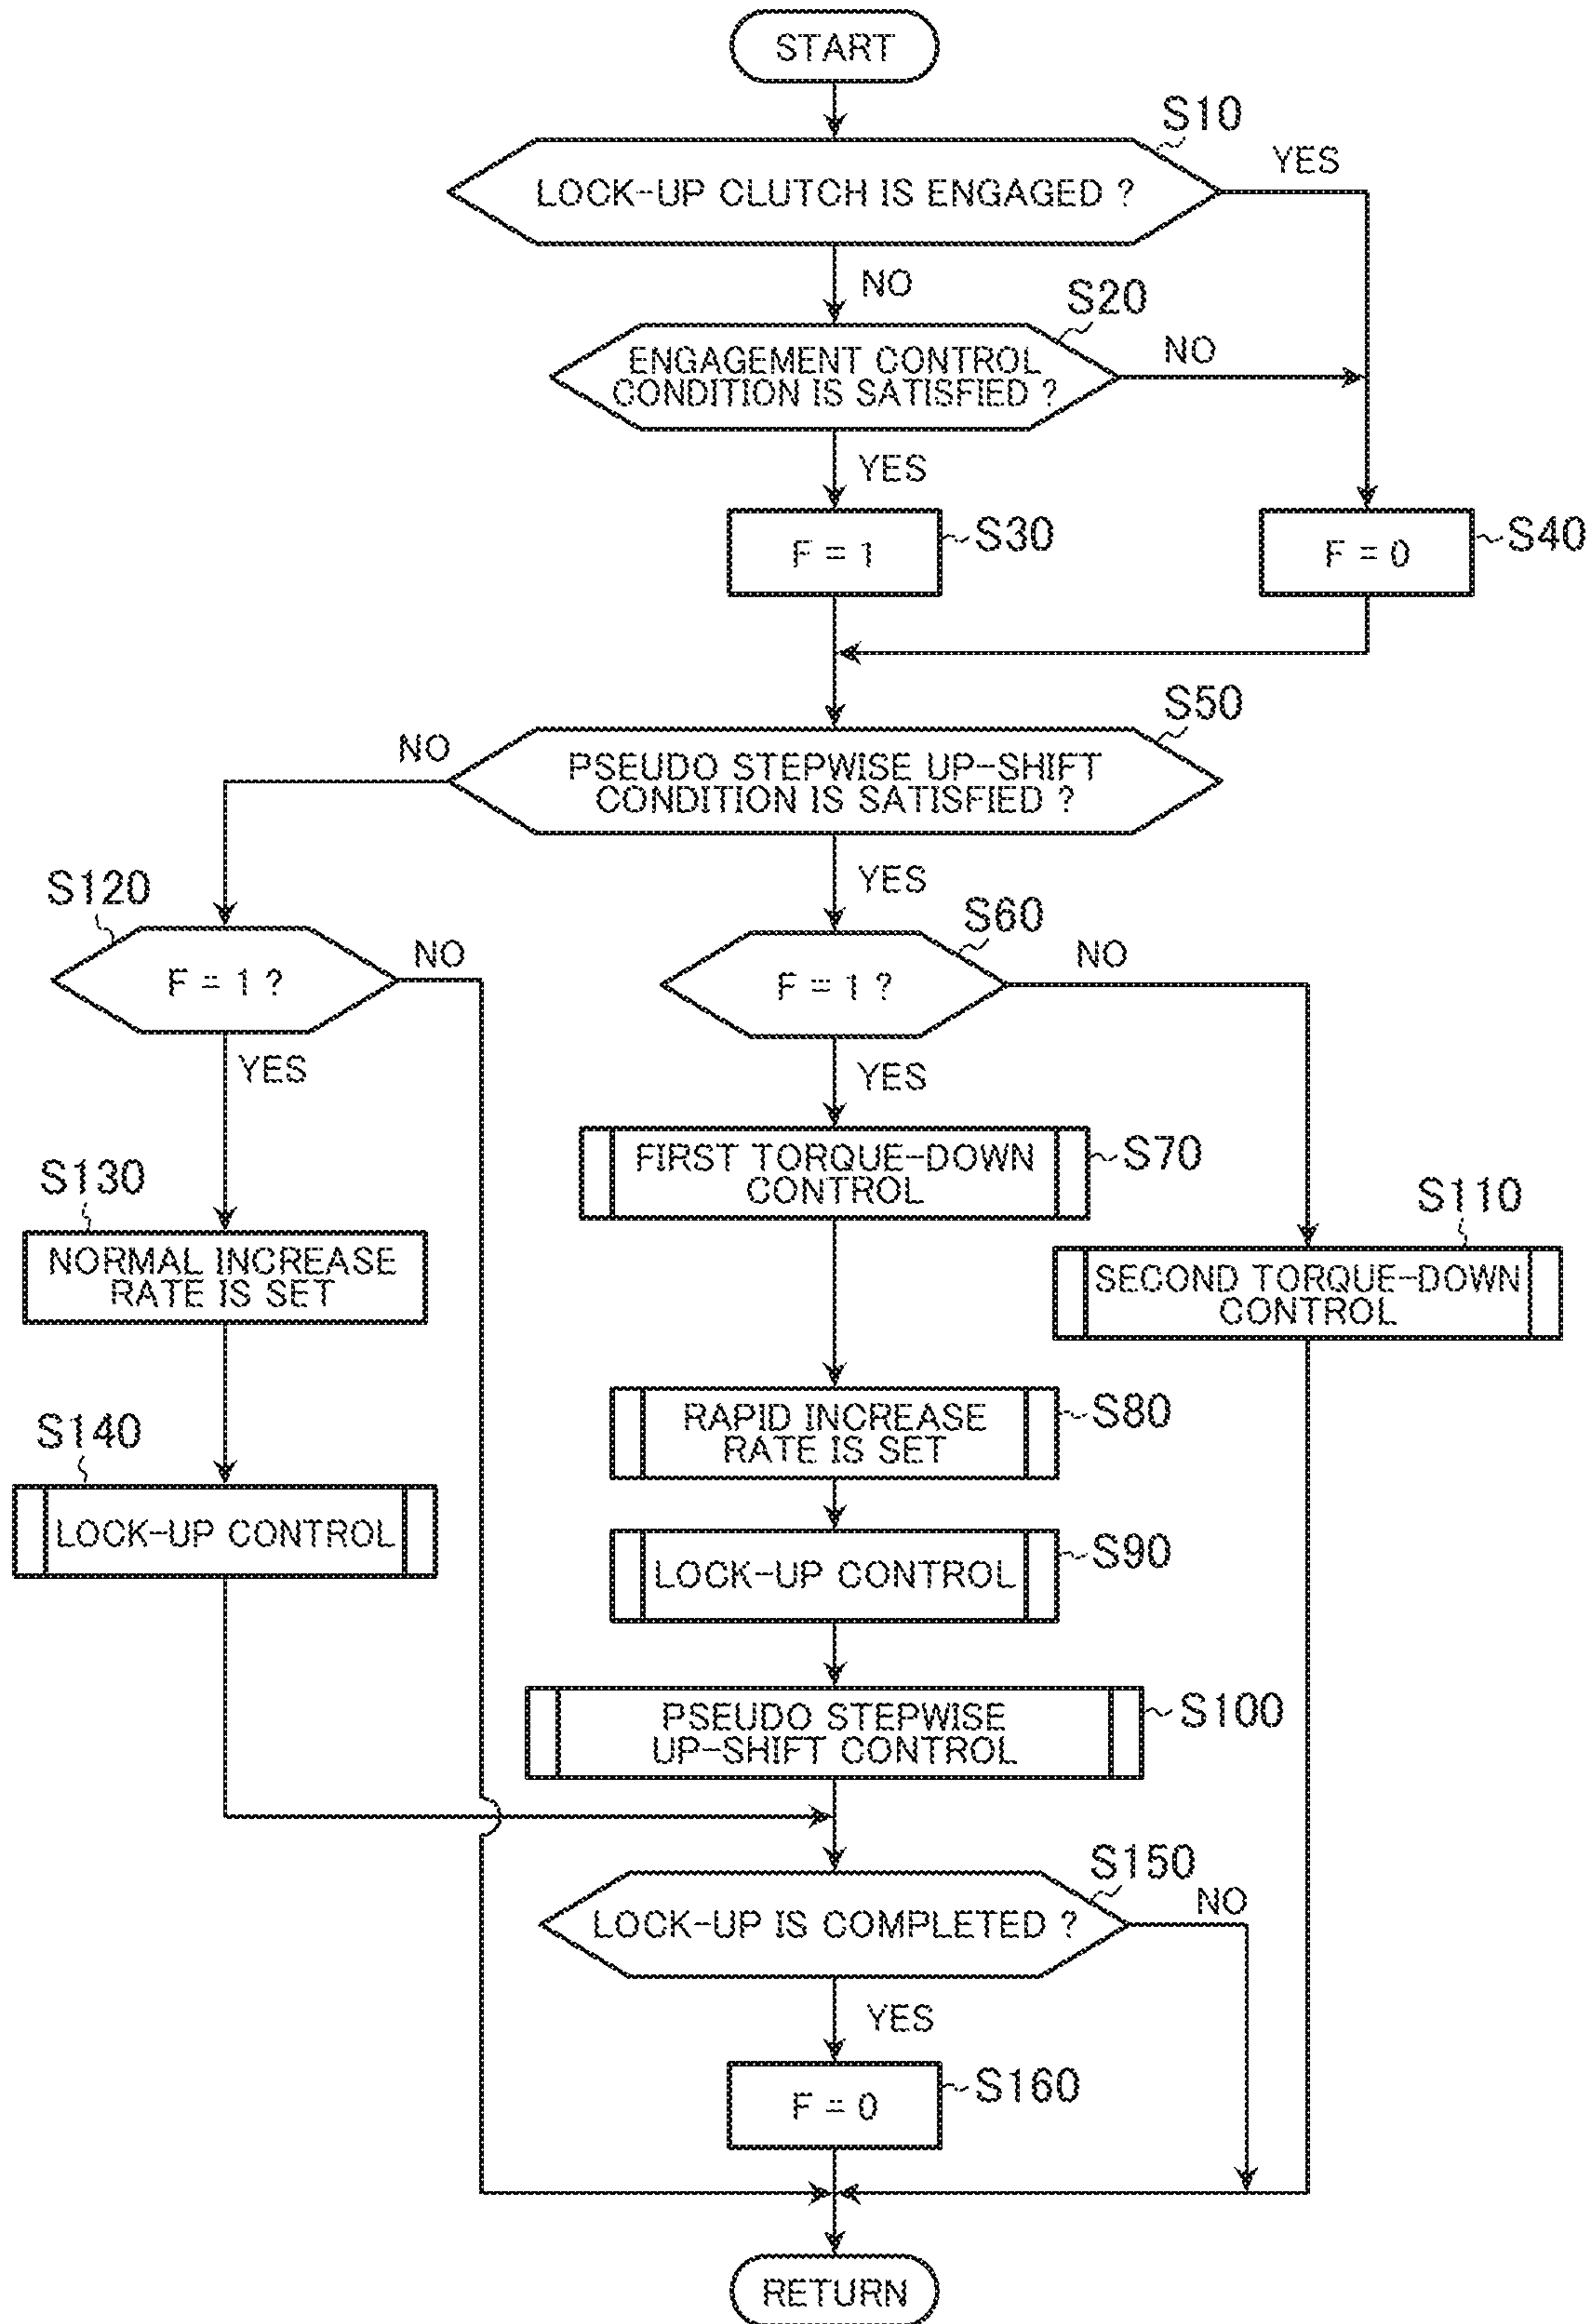 START
S10
YES
LOCK-UP CLUTCH IS ENGAGED ?
NO
S20
NO
ENGAGEMENT CONTROL
CONDITION IS SATISFIED ?
YES
F = 1
S30
F = 0
S40
S50
NO
PSEUDO STEPWISE UP-SHIFT
CONDITION IS SATISFIED ?
YES
S120
NO
F = 1 ?
YES
S60
NO
F = 1 ?
YES
FIRST TORQUE-DOWN
CONTROL
S70
S130
NORMAL INCREASE
RATE IS SET
S110
SECOND TORQUE-DOWN
CONTROL
RAPID INCREASE
RATE IS SET
S80
S140
LOCK-UP CONTROL
LOCK-UP CONTROL
S90
PSEUDO STEPWISE
UP-SHIFT CONTROL
S100
S150
NO
LOCK-UP IS COMPLETED ?
YES
F = 0
S160
RETURN